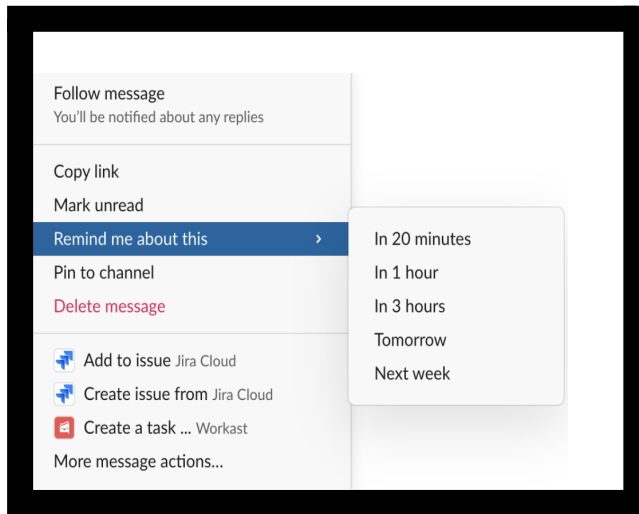 Follow message
You'll be notified about any replies
Copy link
Mark unread
Remind me about this
In 20 minutes
In 1 hour
In 3 hours
Tomorrow
Next week
Pin to channel
Delete message
Add to issue Jira Cloud
Create issue from Jira Cloud
Create a task ... Workast
More message actions...